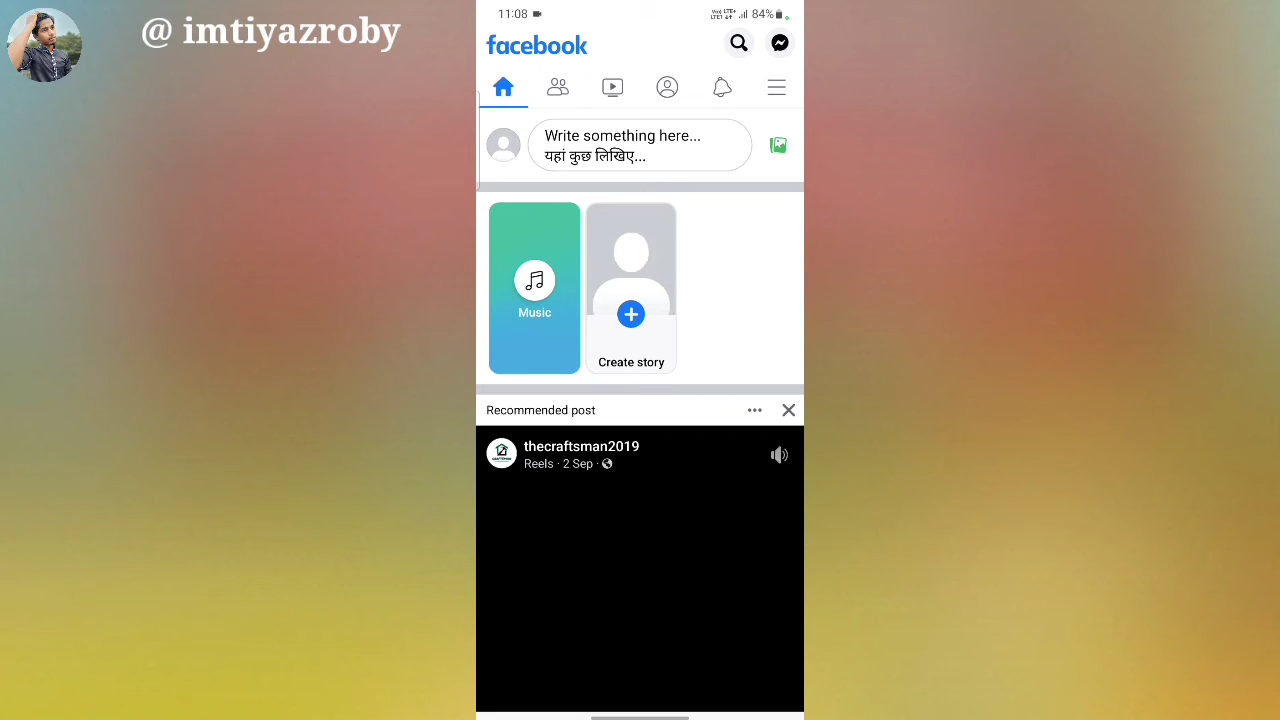 @ imtiyazroby
11:08
84%
facebook
Write something here...
यहां कुछ लिखिए...
Music
Create story
Recommended post
thecraftsman2019
Reels · 2 Sep ·